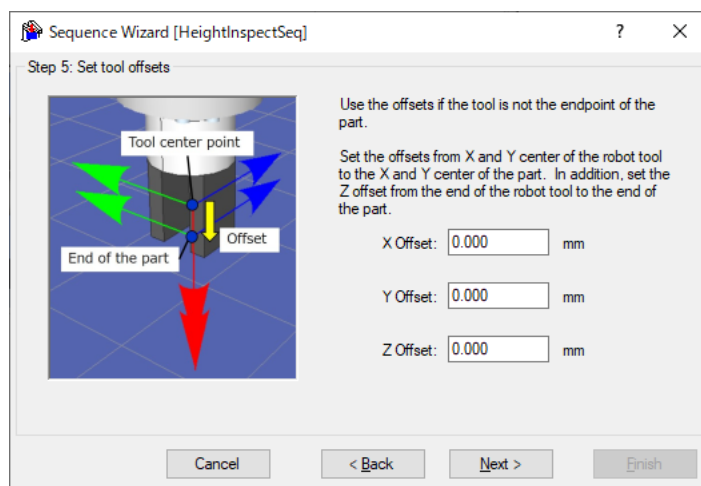 Sequence Wizard [HeightInspectSeq]
?
Step 5: Set tool offsets
Tool center point
Offset
End of the part
Use the offsets if the tool is not the endpoint of the
part.
Set the offsets from X and Y center of the robot tool
to the X and Y center of the part. In addition, set the
Z offset from the end of the robot tool to the end of
the part.
X Offset: 0.000 mm
Y Offset: 0.000 mm
Z Offset: 0.000 mm
Cancel < Back Next > Finish